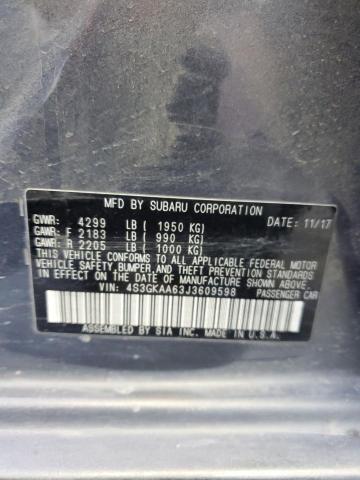 MFD BY SUBARU CORPORATION
GVWR: 4299 LB ( 1950 KG) DATE: 11/17
GAWR: F 2183 LB ( 990 KG)
GAWR: R 2205 LB ( 1000 KG)
THIS VEHICLE CONFORMS TO ALL APPLICABLE FEDERAL MOTOR
VEHICLE SAFETY, BUMPER, AND THEFT PREVENTION STANDARDS
IN EFFECT ON THE DATE OF MANUFACTURE SHOWN ABOVE.
VIN: 4S3GKAA63J3609598 PASSENGER CAR
ASSEMBLED BY SIA INC. MADE IN U.S.A.